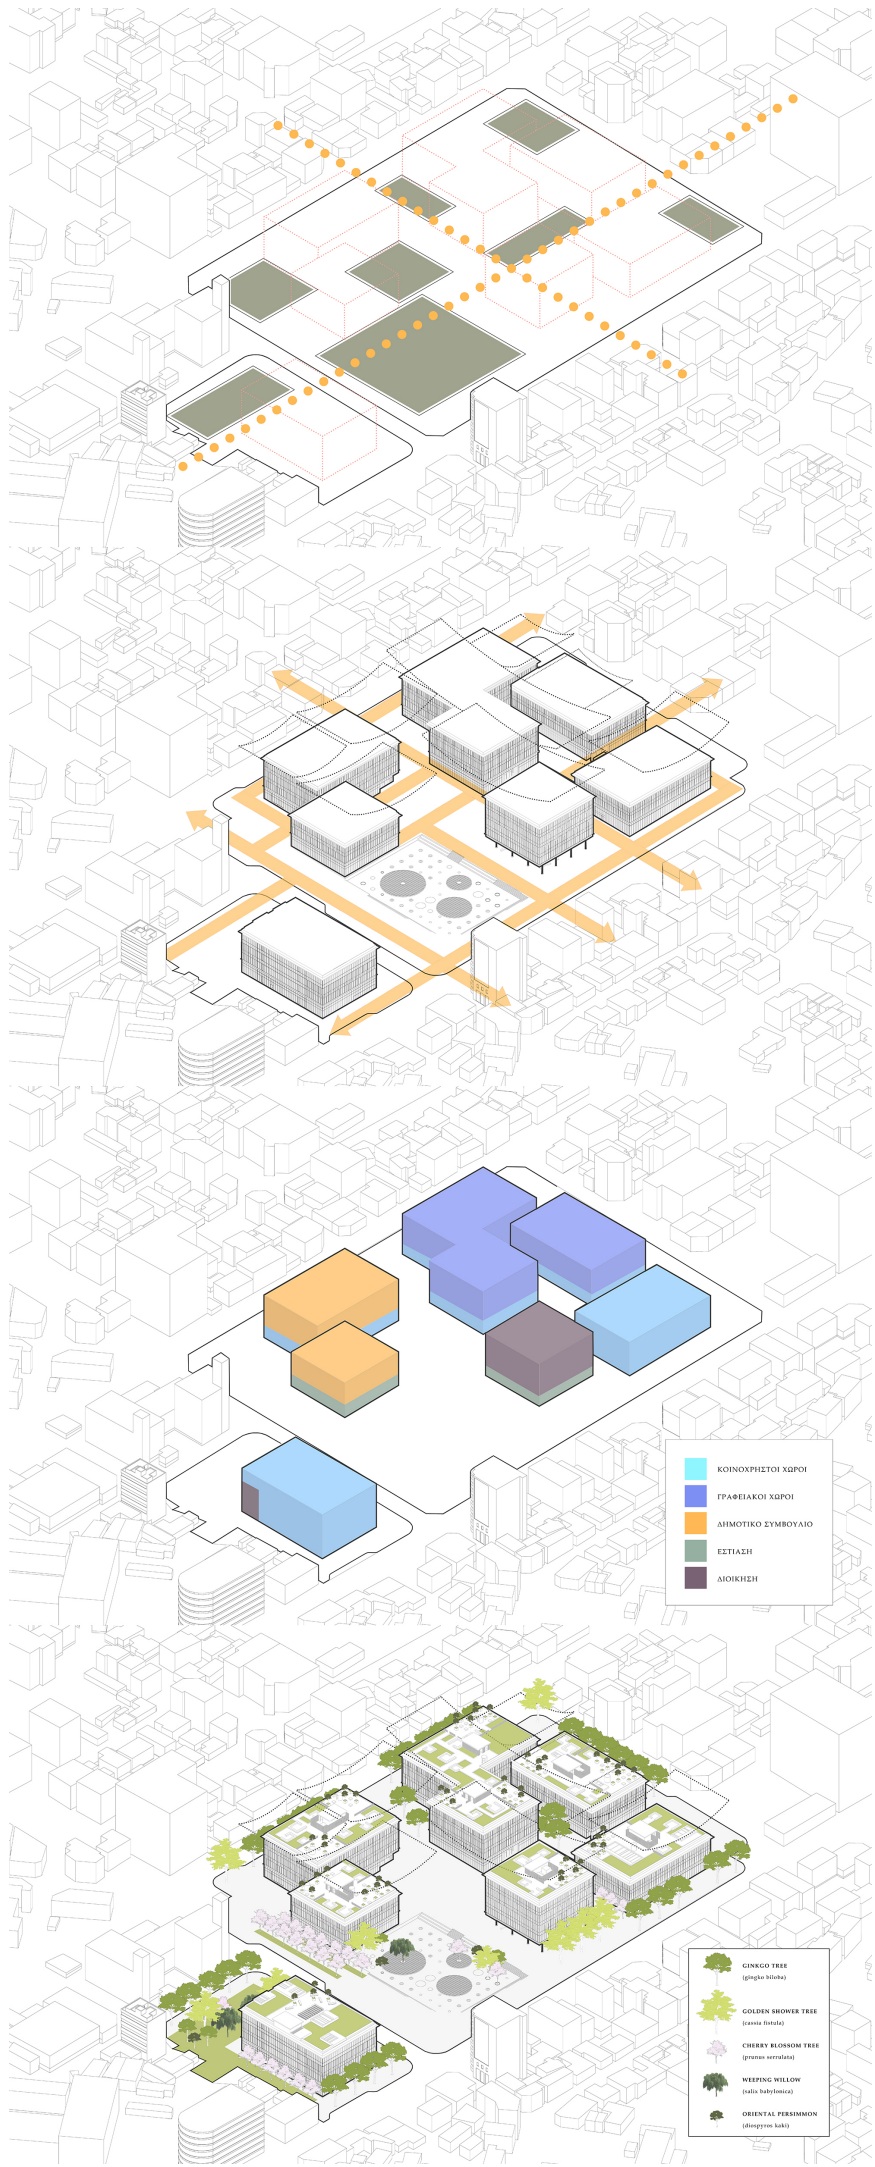 ΚΟΙΝΟΧΡΗΣΤΟΙ ΧΩΡΟΙ
ΓΡΑΦΕΙΑΚΟΙ ΧΩΡΟΙ
ΔΗΜΟΤΙΚΟ ΣΥΜΒΟΥΛΙΟ
ΕΣΤΙΑΣΗ
ΔΙΟΙΚΗΣΗ
GINKGO TREE
(gingko biloba)
GOLDEN SHOWER TREE
(cassia fistula)
CHERRY BLOSSOM TREE
(prunus serrulata)
WEEPING WILLOW
(salix babylonica)
ORIENTAL PERSIMMON
(diospyros kaki)